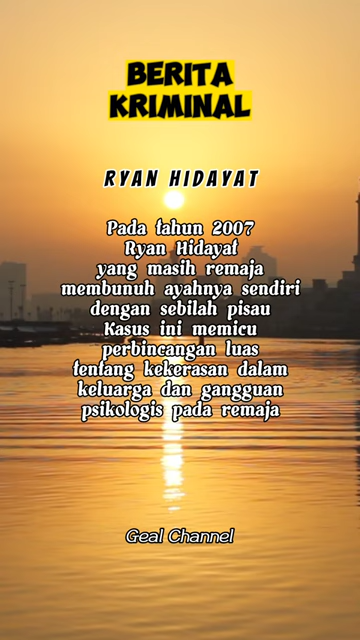 BERITA
KRIMINAL
RYAN HIDAYAT
Pada tahun 2007
Ryan Hidayat
yang masih remaja
membunuh ayahnya sendiri
dengan sebilah pisau
Kasus ini memicu
perbincangan luas
tentang kekerasan dalam
keluarga dan gangguan
psikologis pada remaja
Geal Channel